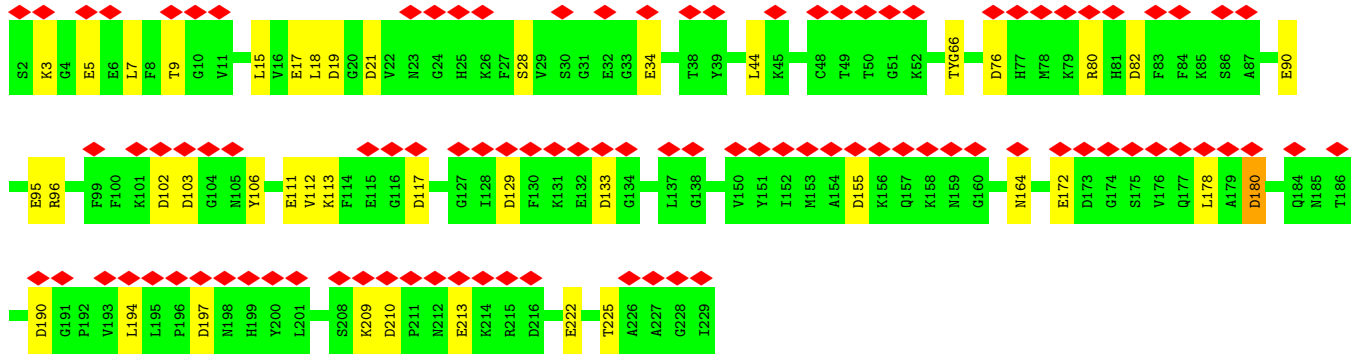 S2 K3 G4 E5 E6 L7 F8 T9 G10 V11 L15 V16 E17 L18 D19 G20 D21 V22 N23 G24 H25 K26 F27 S28 V29 S30 G31 E32 G33 E34 T38 Y39 L44 K45 C48 T49 T50 G51 K52 TYG66 D76 H77 M78 K79 R80 H81 D82 F83 F84 K85 S86 A87 E90
E95 R96 F99 F100 K101 D102 D103 G104 N105 Y106 E111 V112 K113 F114 E115 G116 D117 G127 I128 D129 F130 K131 E132 D133 G134 L137 G138 V150 Y151 I152 M153 A154 D155 K156 Q157 K158 N159 G160 N164 E172 D173 G174 S175 V176 Q177 L178 A179 D180 Q184 N185 T186
D190 G191 P192 V193 L194 L195 P196 D197 N198 H199 Y200 L201 S208 K209 D210 P211 N212 E213 K214 R215 D216 E222 T225 A226 A227 G228 I229